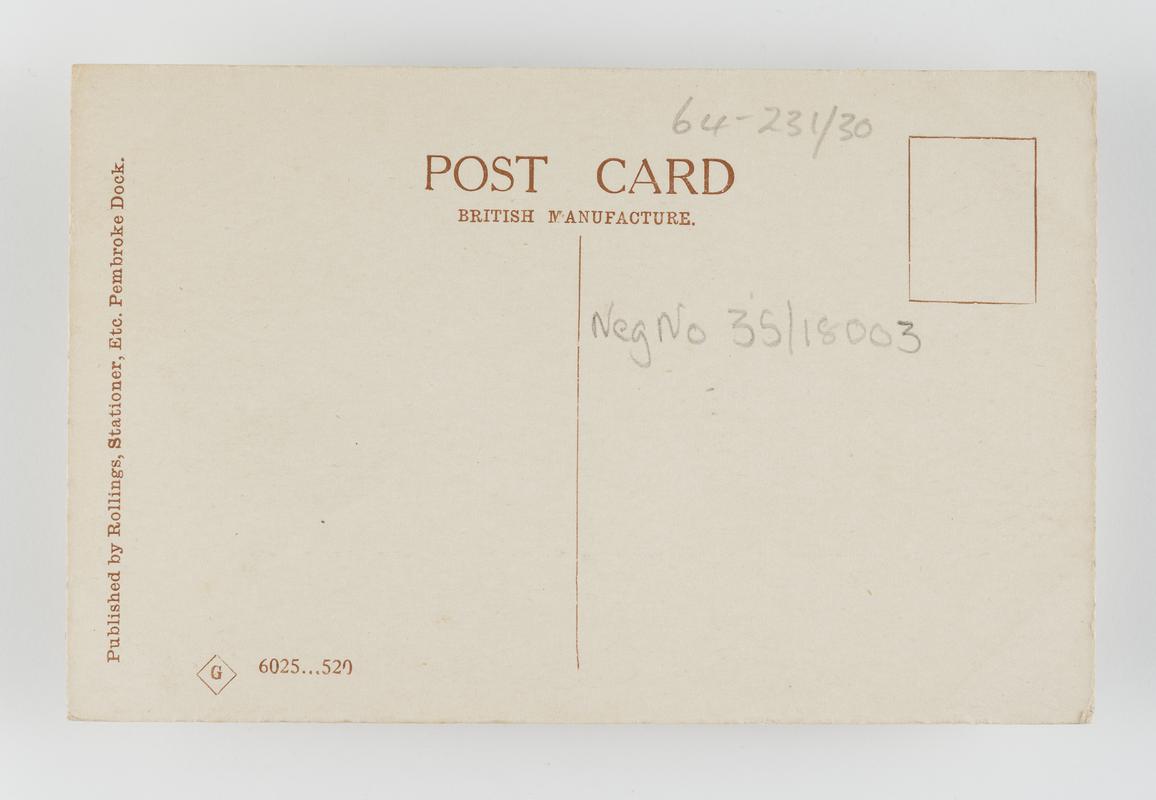 64-231/30
POST CARD
BRITISH MANUFACTURE.
Neg No 35/18003
Published by Rollings, Stationer, Etc. Pembroke Dock.
G 6025...520